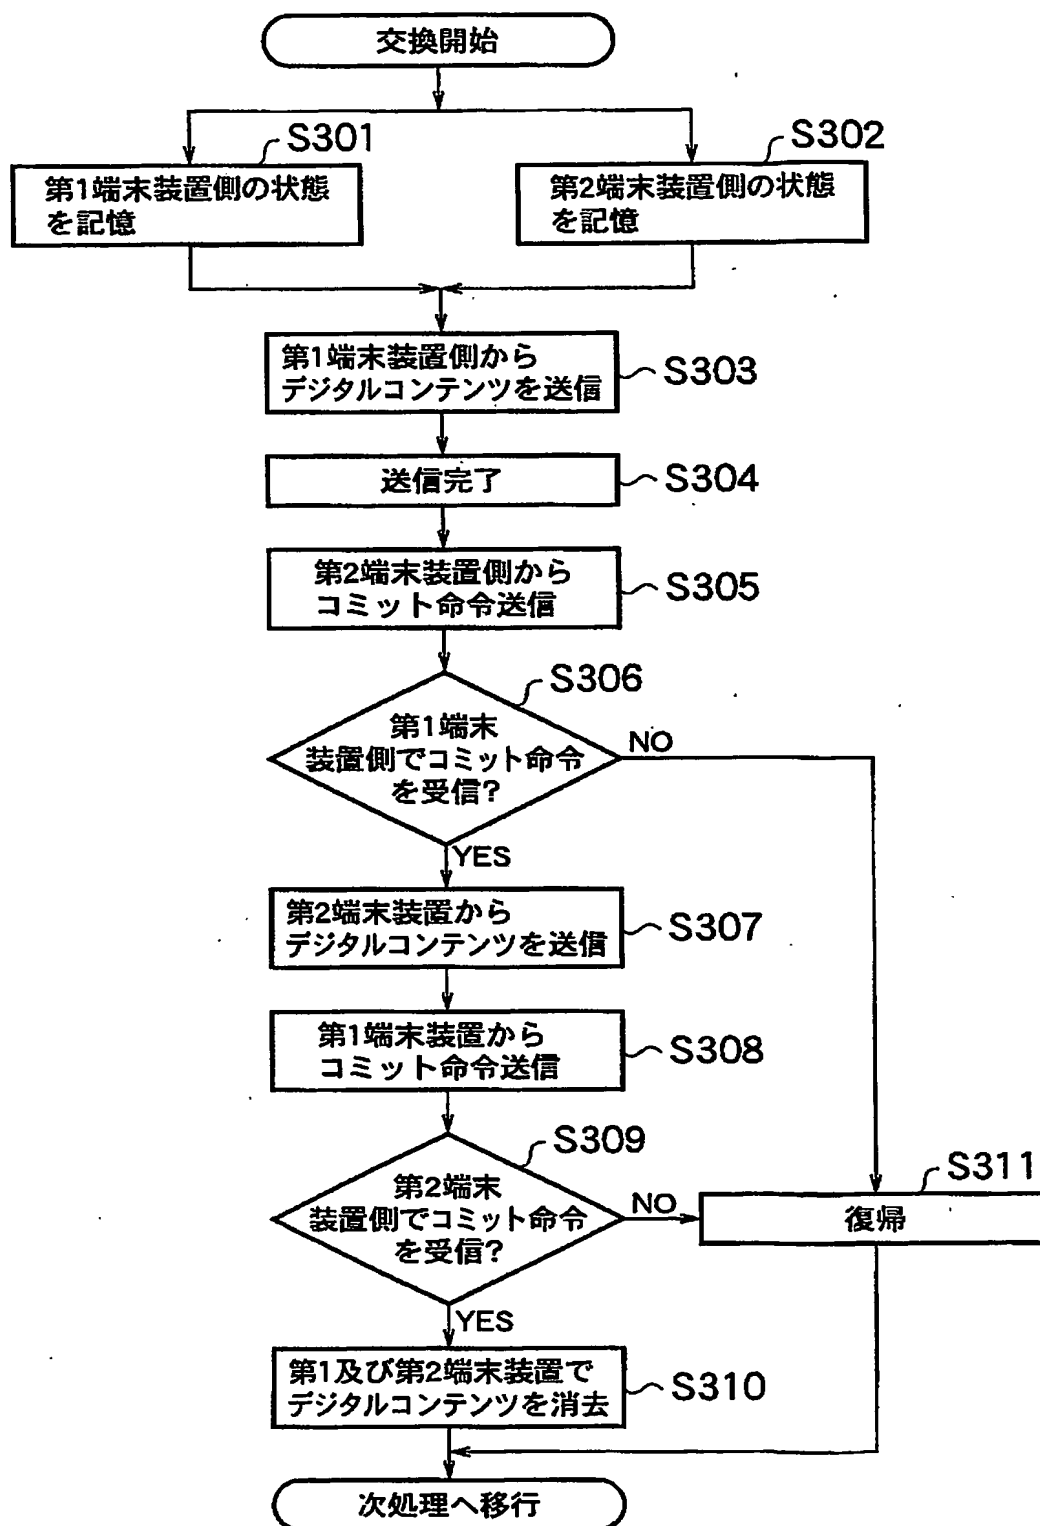 交換開始
S301
S302
第1端末装置側の状態
を記憶
第2端末装置側の状態
を記憶
第1端末装置側から
デジタルコンテンツを送信
S303
送信完了
S304
第2端末装置側から
コミット命令送信
S305
S306
第1端末
装置側でコミット命令
を受信?
NO
YES
第2端末装置から
デジタルコンテンツを送信
S307
第1端末装置から
コミット命令送信
S308
S309
第2端末
装置側でコミット命令
を受信?
NO
S311
復帰
YES
第1及び第2端末装置で
デジタルコンテンツを消去
S310
次処理へ移行